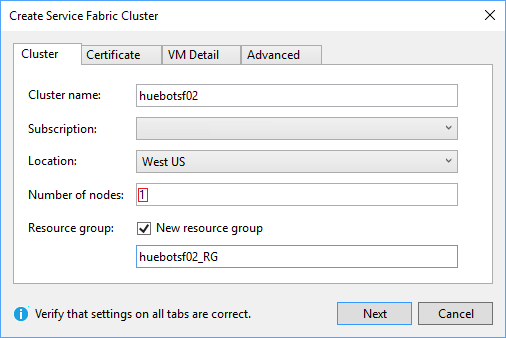 Create Service Fabric Cluster
Cluster Certificate VM Detail Advanced
Cluster name: huebotsf02
Subscription:
Location: West US
Number of nodes: 1
Resource group: New resource group
huebotsf02_RG
Verify that settings on all tabs are correct. Next Cancel